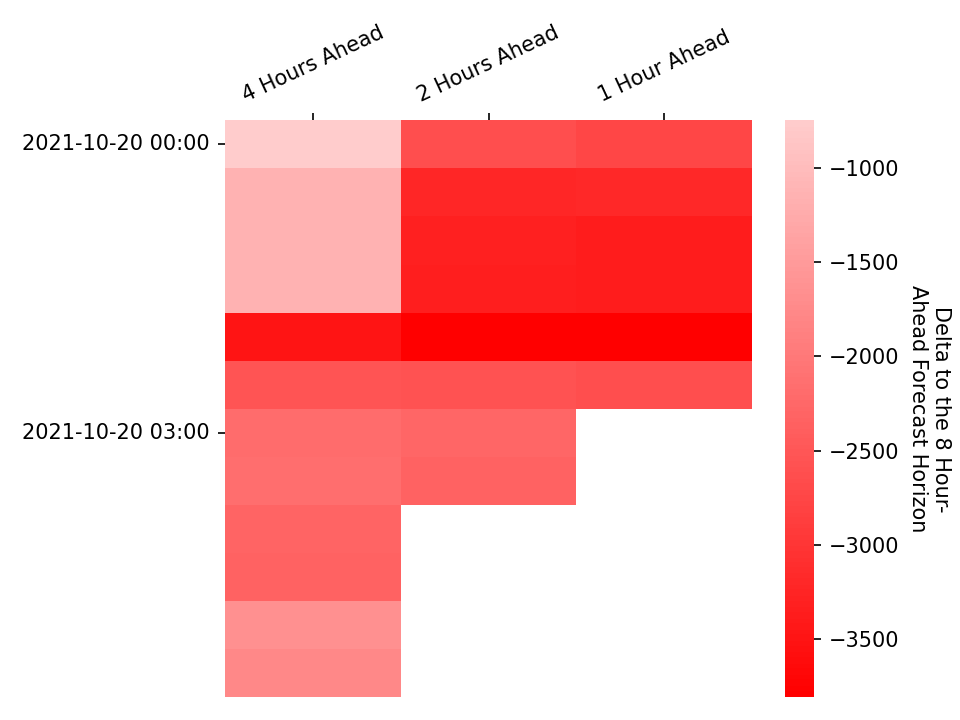 4 Hours Ahead
2 Hours Ahead
1 Hour Ahead
2021-10-20 00:00
2021-10-20 03:00
−1000
−1500
−2000
−2500
−3000
−3500
Delta to the 8 Hour-
Ahead Forecast Horizon